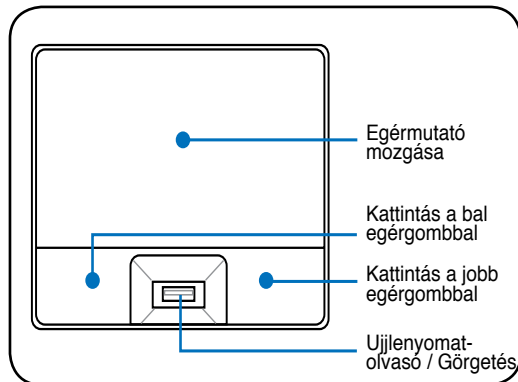 Egérmutató
mozgása
Kattintás a bal
egérgombbal
Kattintás a jobb
egérgombbal
Ujjlenyomat-
olvasó / Görgetés